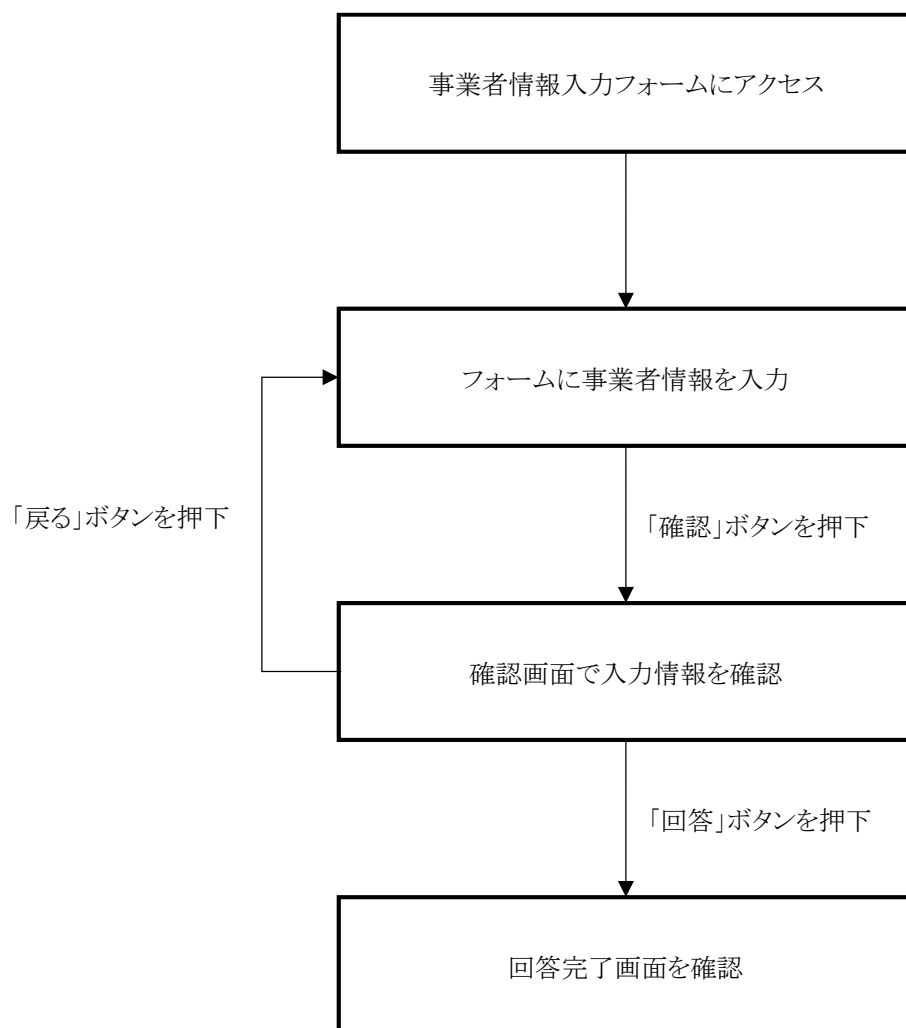 事業者情報入力フォームにアクセス
フォームに事業者情報を入力
「戻る」ボタンを押下
「確認」ボタンを押下
確認画面で入力情報を確認
「回答」ボタンを押下
回答完了画面を確認